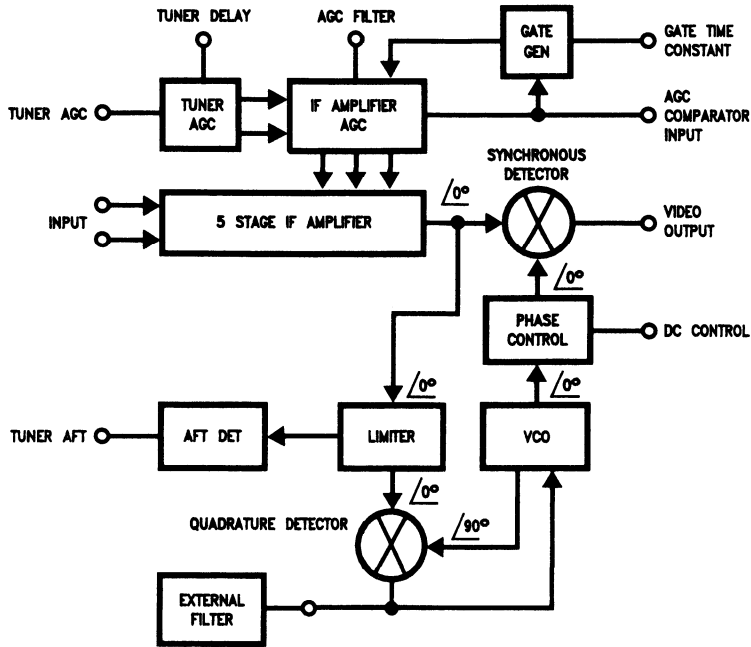 TUNER DELAY
AGC FILTER
GATE
GEN
GATE TIME
CONSTANT
TUNER AGC
TUNER
AGC
IF AMPLIFIER
AGC
AGC
COMPARATOR
INPUT
SYNCHRONOUS
DETECTOR
INPUT
5 STAGE IF AMPLIFIER
0°
VIDEO
OUTPUT
0°
PHASE
CONTROL
DC CONTROL
0°
0°
TUNER AFT
AFT DET
LIMITER
VCO
0°
QUADRATURE DETECTOR
90°
EXTERNAL
FILTER